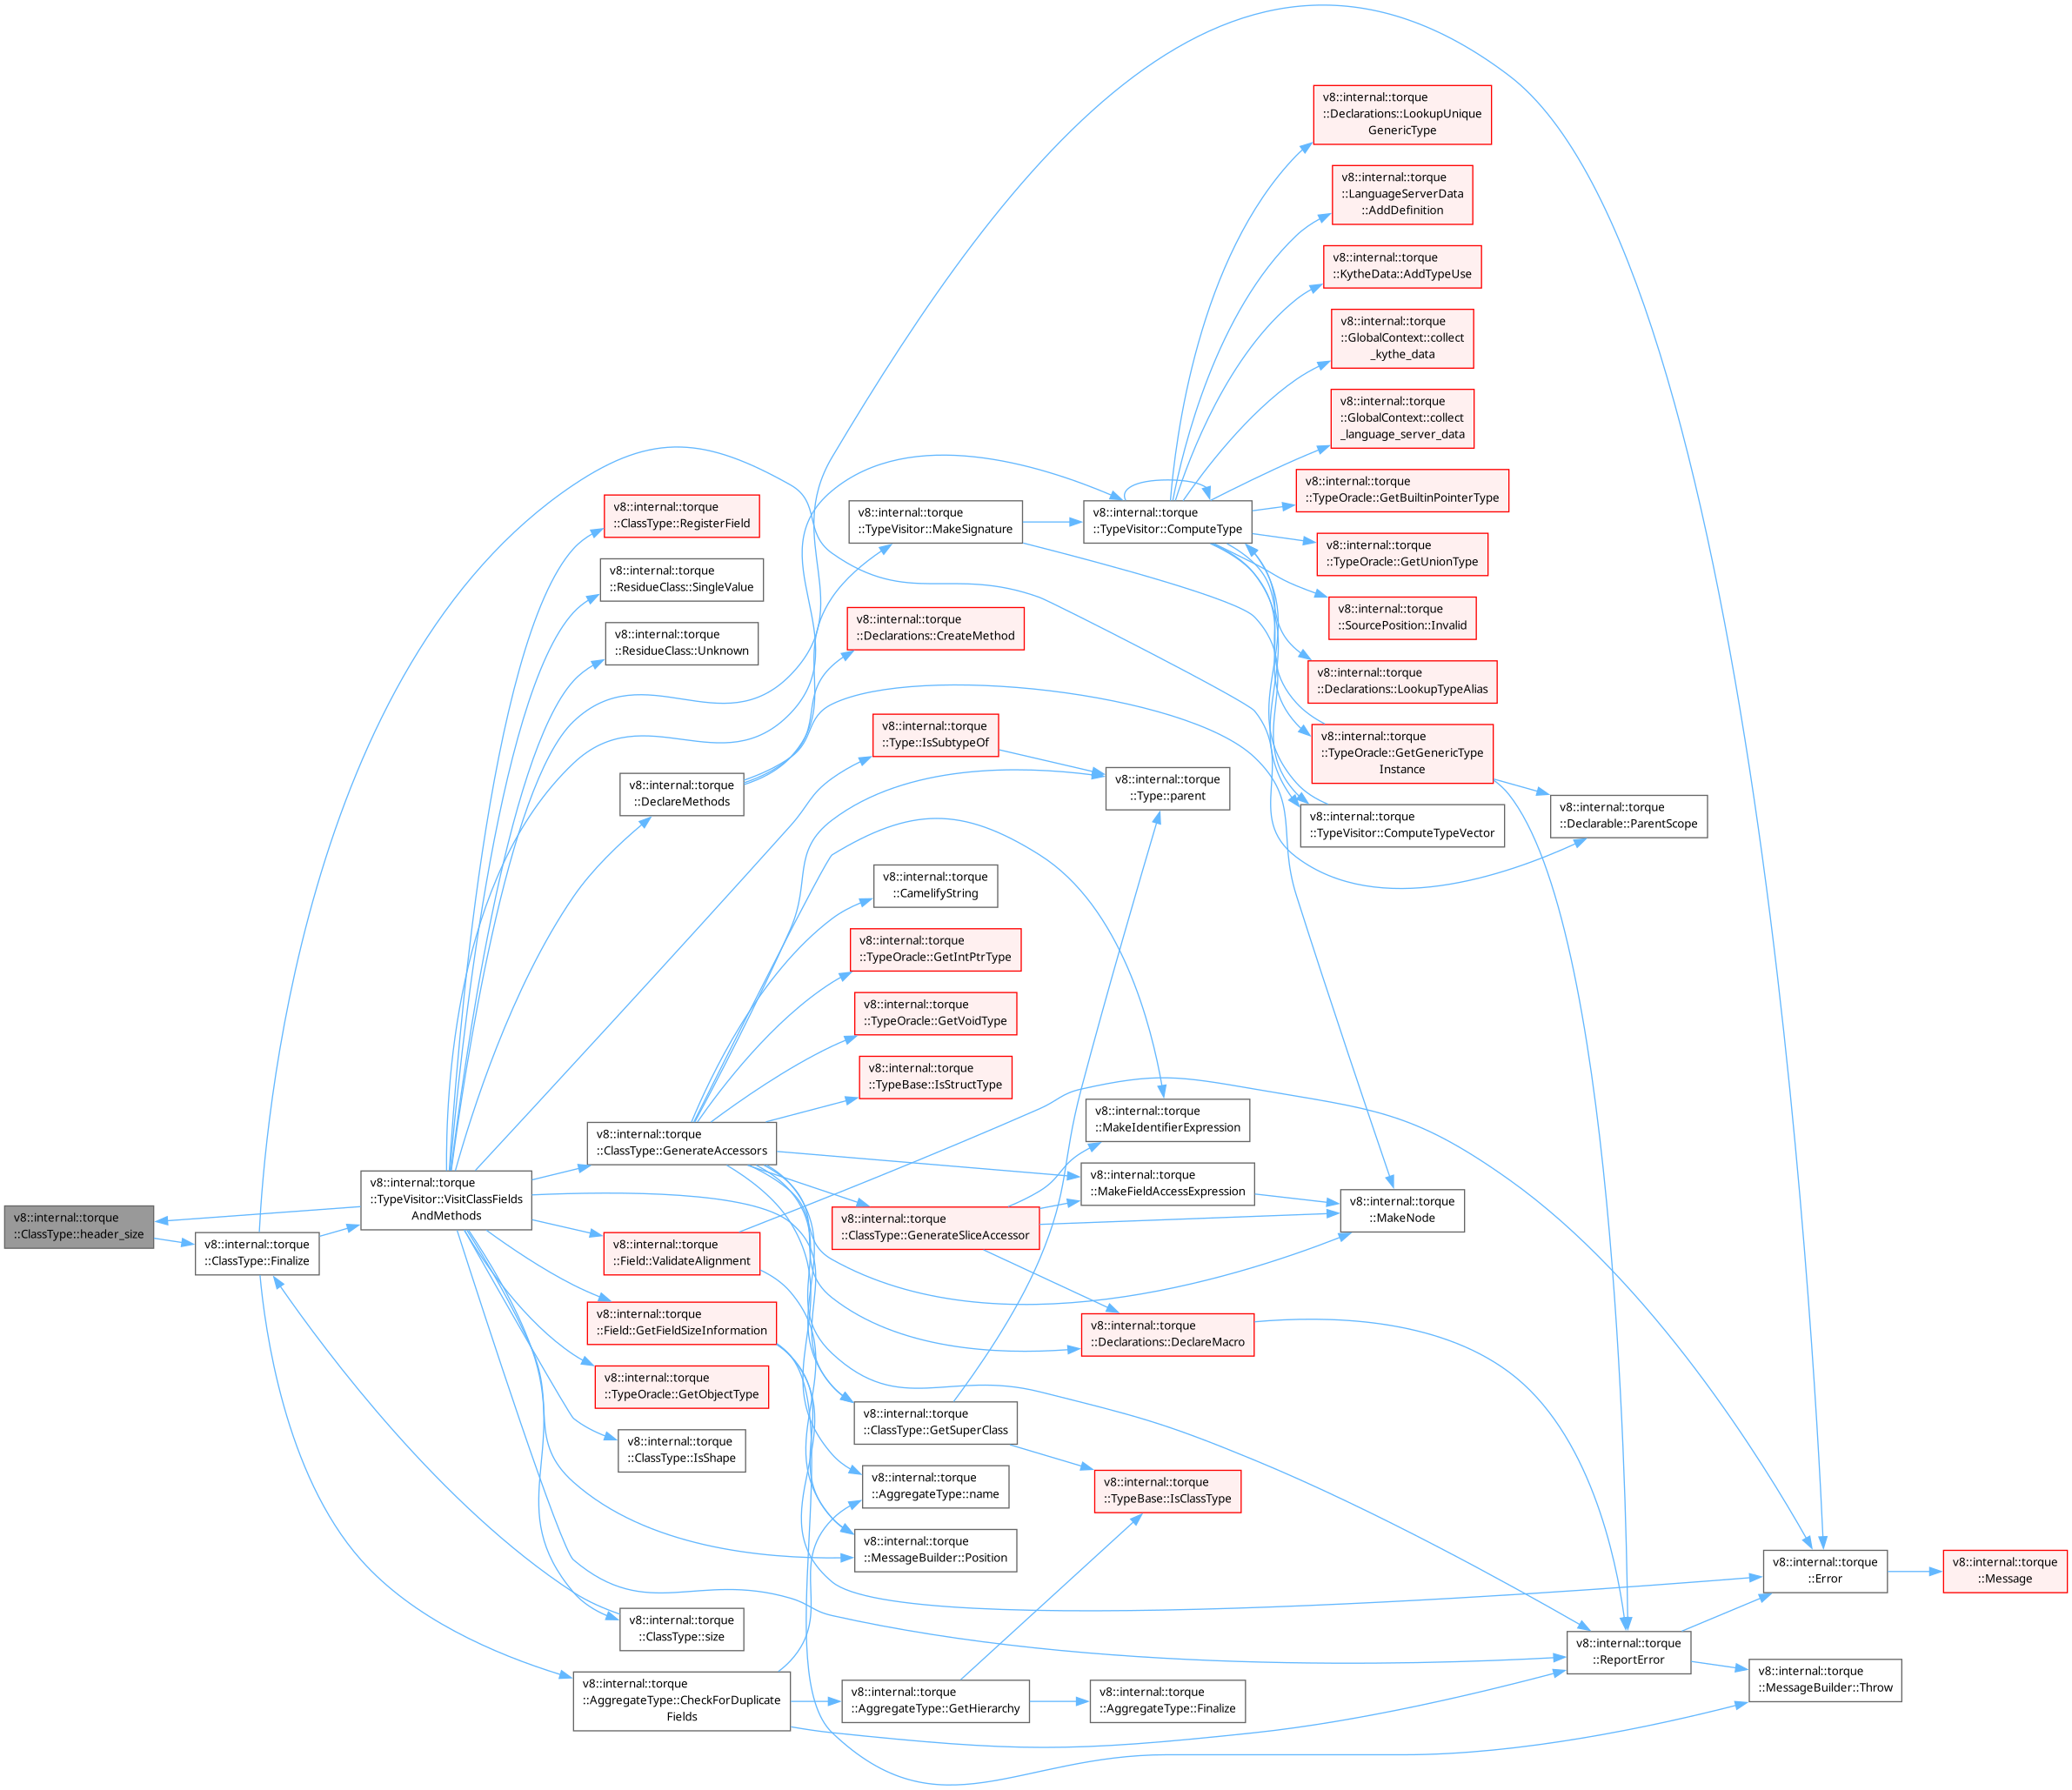 v8::internal::torque
::ClassType::header_size
v8::internal::torque
::ClassType::Finalize
v8::internal::torque
::TypeVisitor::VisitClassFields
AndMethods
v8::internal::torque
::ClassType::RegisterField
v8::internal::torque
::ResidueClass::SingleValue
v8::internal::torque
::ResidueClass::Unknown
v8::internal::torque
::DeclareMethods
v8::internal::torque
::ClassType::GenerateAccessors
v8::internal::torque
::Field::ValidateAlignment
v8::internal::torque
::Field::GetFieldSizeInformation
v8::internal::torque
::TypeOracle::GetObjectType
v8::internal::torque
::ClassType::IsShape
v8::internal::torque
::ClassType::size
v8::internal::torque
::AggregateType::CheckForDuplicate
Fields
v8::internal::torque
::TypeVisitor::MakeSignature
v8::internal::torque
::Declarations::CreateMethod
v8::internal::torque
::Type::IsSubtypeOf
v8::internal::torque
::CamelifyString
v8::internal::torque
::TypeOracle::GetIntPtrType
v8::internal::torque
::TypeOracle::GetVoidType
v8::internal::torque
::TypeBase::IsStructType
v8::internal::torque
::ClassType::GenerateSliceAccessor
v8::internal::torque
::ClassType::GetSuperClass
v8::internal::torque
::AggregateType::name
v8::internal::torque
::MessageBuilder::Position
v8::internal::torque
::AggregateType::GetHierarchy
v8::internal::torque
::TypeVisitor::ComputeType
v8::internal::torque
::Type::parent
v8::internal::torque
::MakeIdentifierExpression
v8::internal::torque
::MakeFieldAccessExpression
v8::internal::torque
::Declarations::DeclareMacro
v8::internal::torque
::TypeBase::IsClassType
v8::internal::torque
::AggregateType::Finalize
v8::internal::torque
::Declarations::LookupUnique
GenericType
v8::internal::torque
::LanguageServerData
::AddDefinition
v8::internal::torque
::KytheData::AddTypeUse
v8::internal::torque
::GlobalContext::collect
_kythe_data
v8::internal::torque
::GlobalContext::collect
_language_server_data
v8::internal::torque
::TypeOracle::GetBuiltinPointerType
v8::internal::torque
::TypeOracle::GetUnionType
v8::internal::torque
::SourcePosition::Invalid
v8::internal::torque
::Declarations::LookupTypeAlias
v8::internal::torque
::TypeOracle::GetGenericType
Instance
v8::internal::torque
::TypeVisitor::ComputeTypeVector
v8::internal::torque
::MakeNode
v8::internal::torque
::Declarable::ParentScope
v8::internal::torque
::ReportError
v8::internal::torque
::Error
v8::internal::torque
::MessageBuilder::Throw
v8::internal::torque
::Message